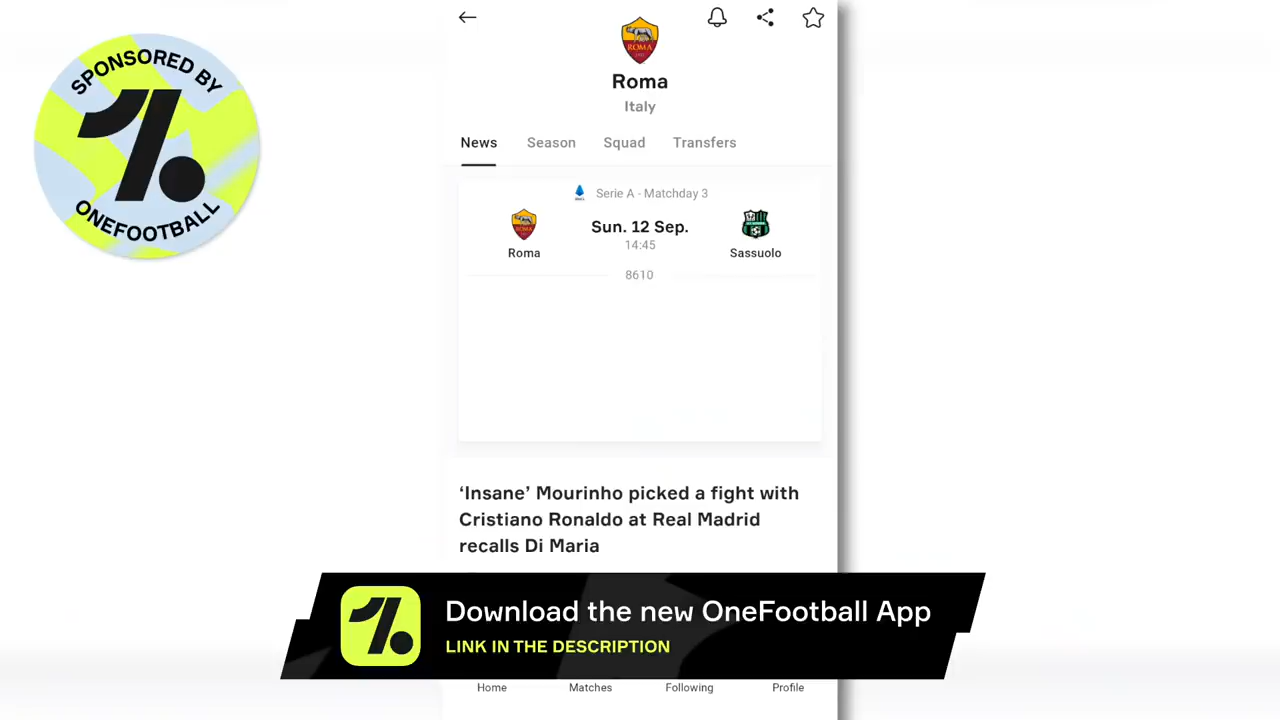 SPONSORED BY
ONEFOOTBALL
ROMA
Roma
Italy
News Season Squad Transfers
Serie A - Matchday 3
Sun. 12 Sep.
14:45
Roma
Sassuolo
8610
‘Insane’ Mourinho picked a fight with
Cristiano Ronaldo at Real Madrid
recalls Di Maria
Download the new OneFootball App
LINK IN THE DESCRIPTION
Home Matches Following Profile